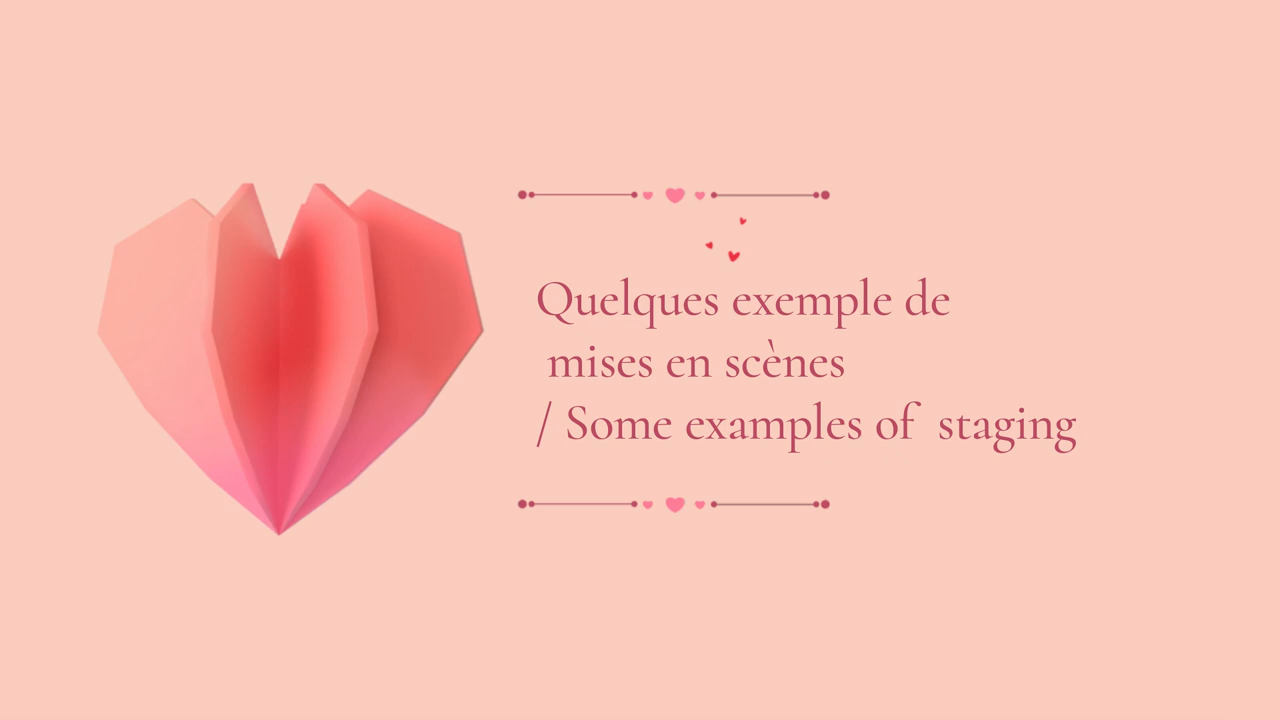 Quelques exemple de
mises en scènes
/ Some examples of staging